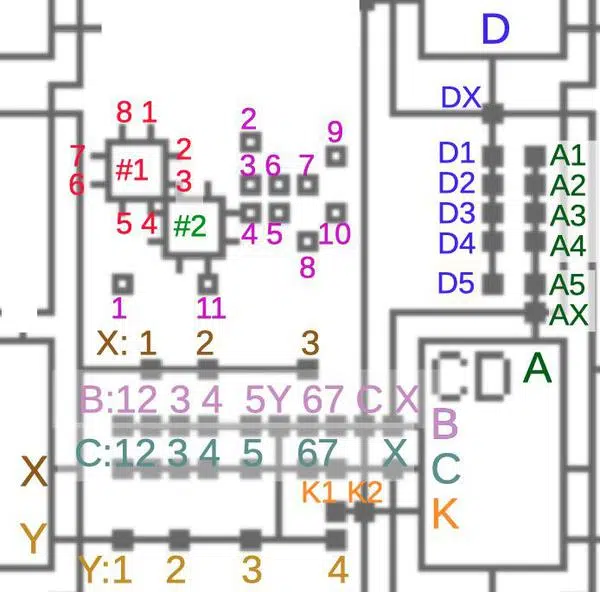 D
DX
8 1
2
9
#1
7
2
3 6 7
D1
A1
6
3
D2
A2
5 4
#2
4 5
10
D3
A3
8
D4
A4
1
11
D5
A5
AX
X: 1 2 3
CD
A
B:12 3 4 5Y 67 C X
B
C:12 3 4 5 67 X
C
X
K1 K2
K
Y
Y:1 2 3 4